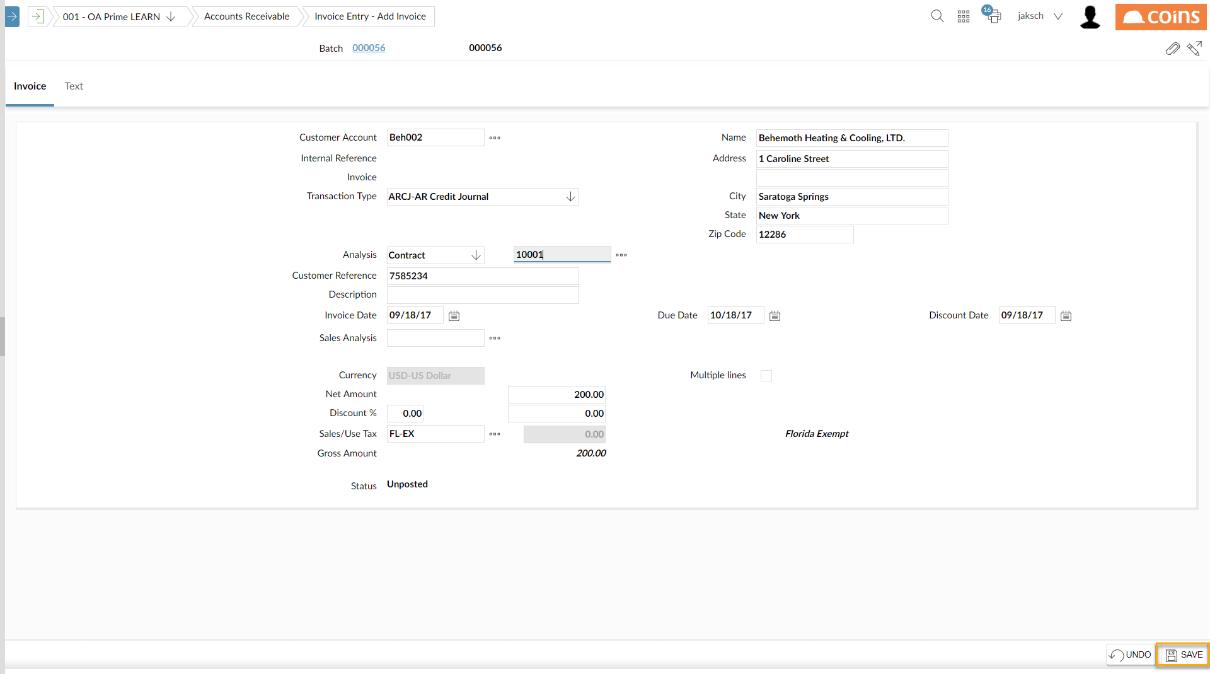 001 - OA Prime LEARN Accounts Receivable Invoice Entry - Add Invoice 16 jaksch coins
Batch 000056 000056
Invoice Text
Customer Account Beh002 Name Behemoth Heating & Cooling, LTD.
Internal Reference Address 1 Caroline Street
Invoice
Transaction Type ARCJ-AR Credit Journal City Saratoga Springs
State New York
Zip Code 12286
Analysis Contract 10001
Customer Reference 7585234
Description
Invoice Date 09/18/17 Due Date 10/18/17 Discount Date 09/18/17
Sales Analysis
Currency USD-US Dollar Multiple lines
Net Amount 200.00
Discount % 0.00 0.00
Sales/Use Tax FL-EX 0.00 Florida Exempt
Gross Amount 200.00
Status Unposted
UNDO SAVE